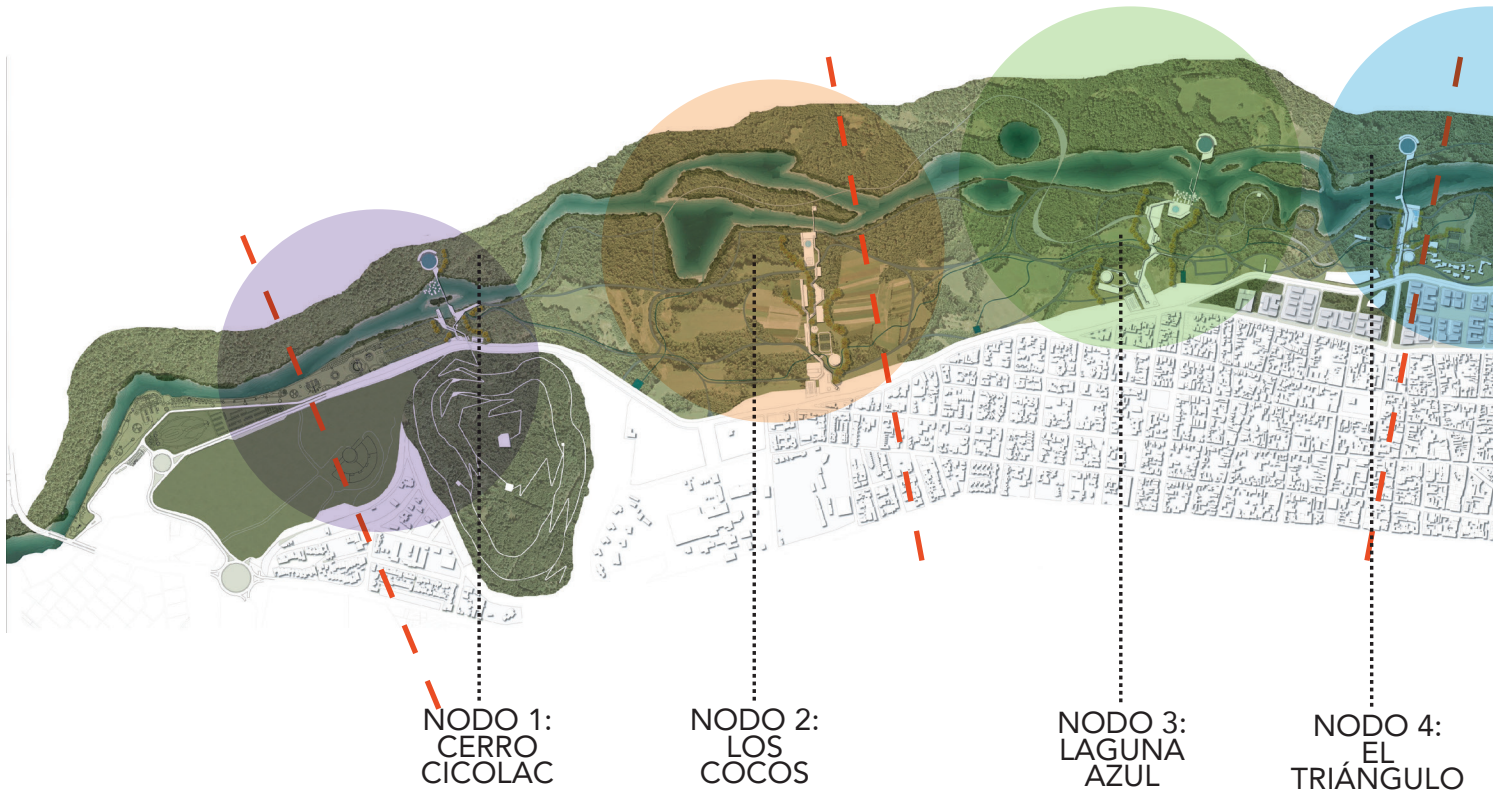 NODO 1:
CERRO
CICOLAC
NODO 2:
LOS
COCOS
NODO 3:
LAGUNA
AZUL
NODO 4:
EL
TRIÁNGULO